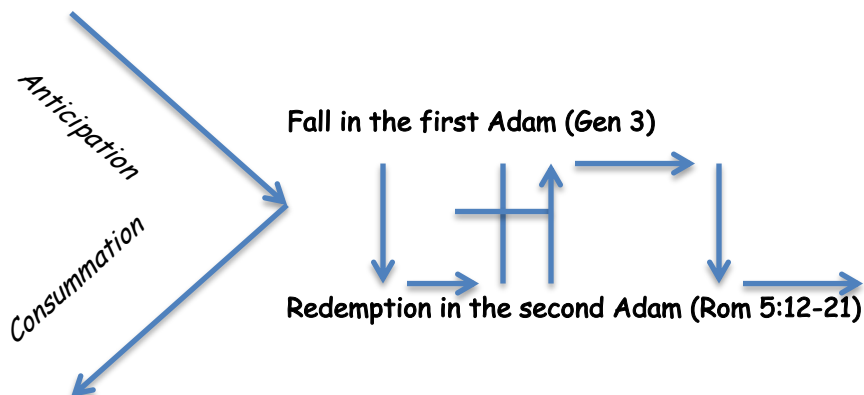 Anticipation
Fall in the first Adam (Gen 3)
Consummation
Redemption in the second Adam (Rom 5:12-21)